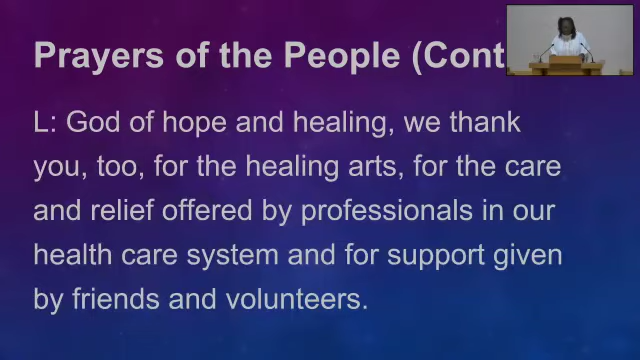 Prayers of the People (Cont
L: God of hope and healing, we thank
you, too, for the healing arts, for the care
and relief offered by professionals in our
health care system and for support given
by friends and volunteers.